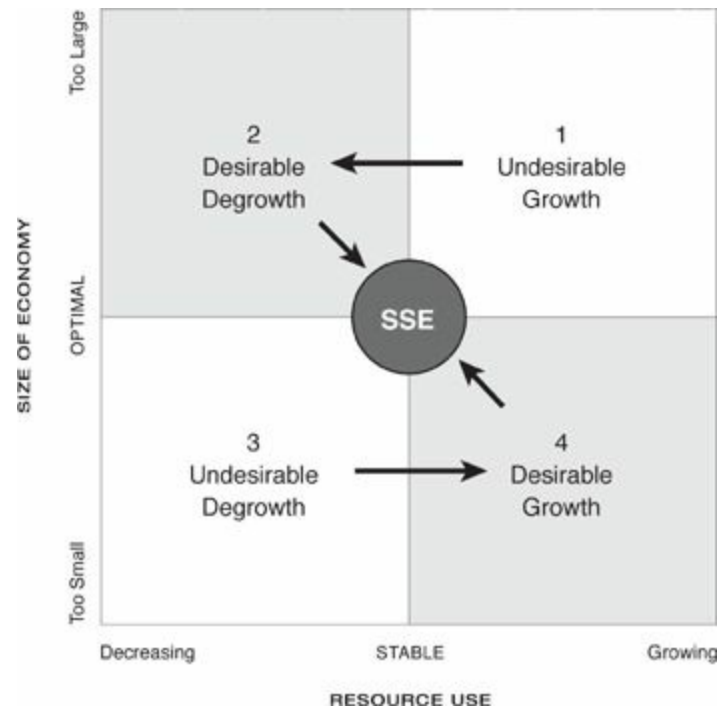 Too Large
2
Desirable
Degrowth
1
Undesirable
Growth
SIZE OF ECONOMY
OPTIMAL
SSE
3
Undesirable
Degrowth
4
Desirable
Growth
Too Small
Decreasing
STABLE
Growing
RESOURCE USE